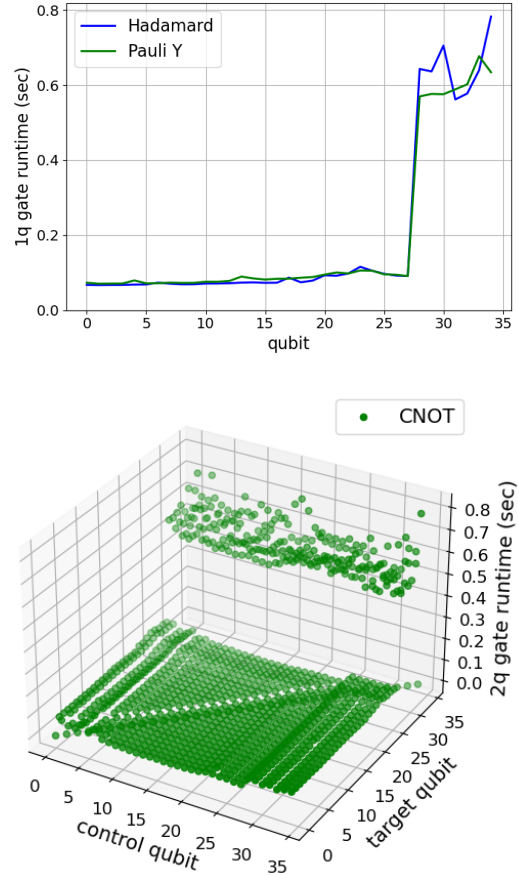 1q gate runtime (sec)
0.8
0.6
0.4
0.2
0.0
Hadamard
Pauli Y
0 5 10 15 20 25 30 35
qubit
CNOT
0.8
0.7
0.6
0.5
0.4
0.3
0.2
0.1
0.0
2q gate runtime (sec)
0 5 10 15 20 25 30 35
control qubit
0 5 10 15 20 25 30 35
target qubit